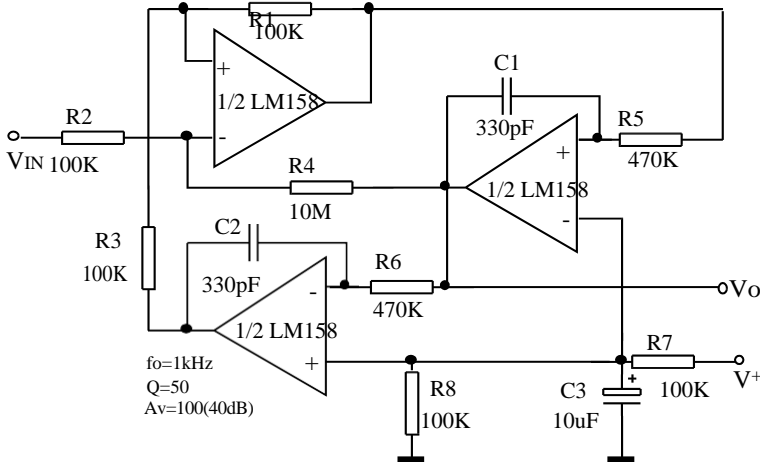 R1
100K
+
1/2 LM158
-
R2
VIN
100K
C1
330pF
R5
470K
+
1/2 LM158
-
R4
10M
R3
100K
C2
330pF
-
1/2 LM158
+
R6
470K
Vo
fo=1kHz
Q=50
Av=100(40dB)
R8
100K
C3
10uF
+
R7
100K
V+